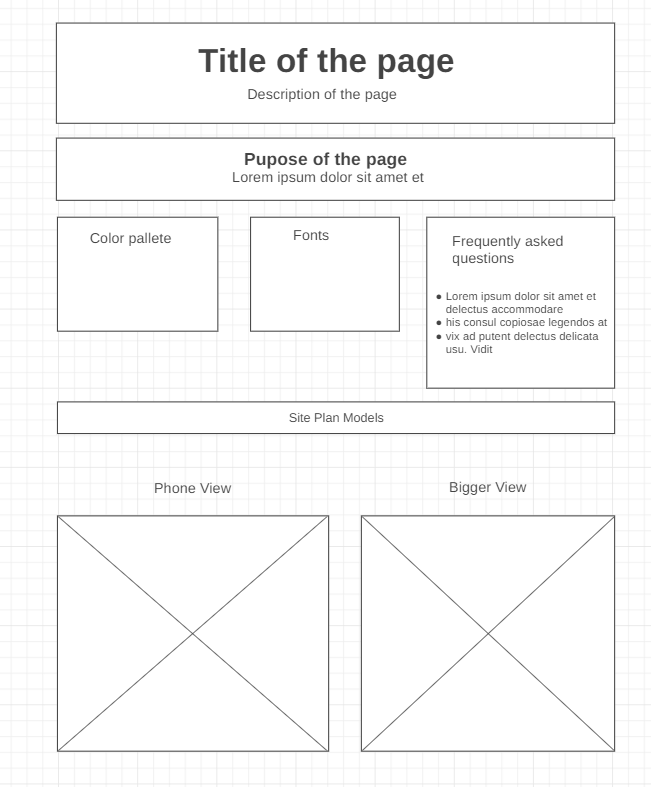 Title of the page
Description of the page
Pupose of the page
Lorem ipsum dolor sit amet et
Color pallete
Fonts
Frequently asked
questions
● Lorem ipsum dolor sit amet et
delectus accommodare
● his consul copiosae legendos at
● vix ad putent delectus delicata
usu. Vidit
Site Plan Models
Phone View
Bigger View